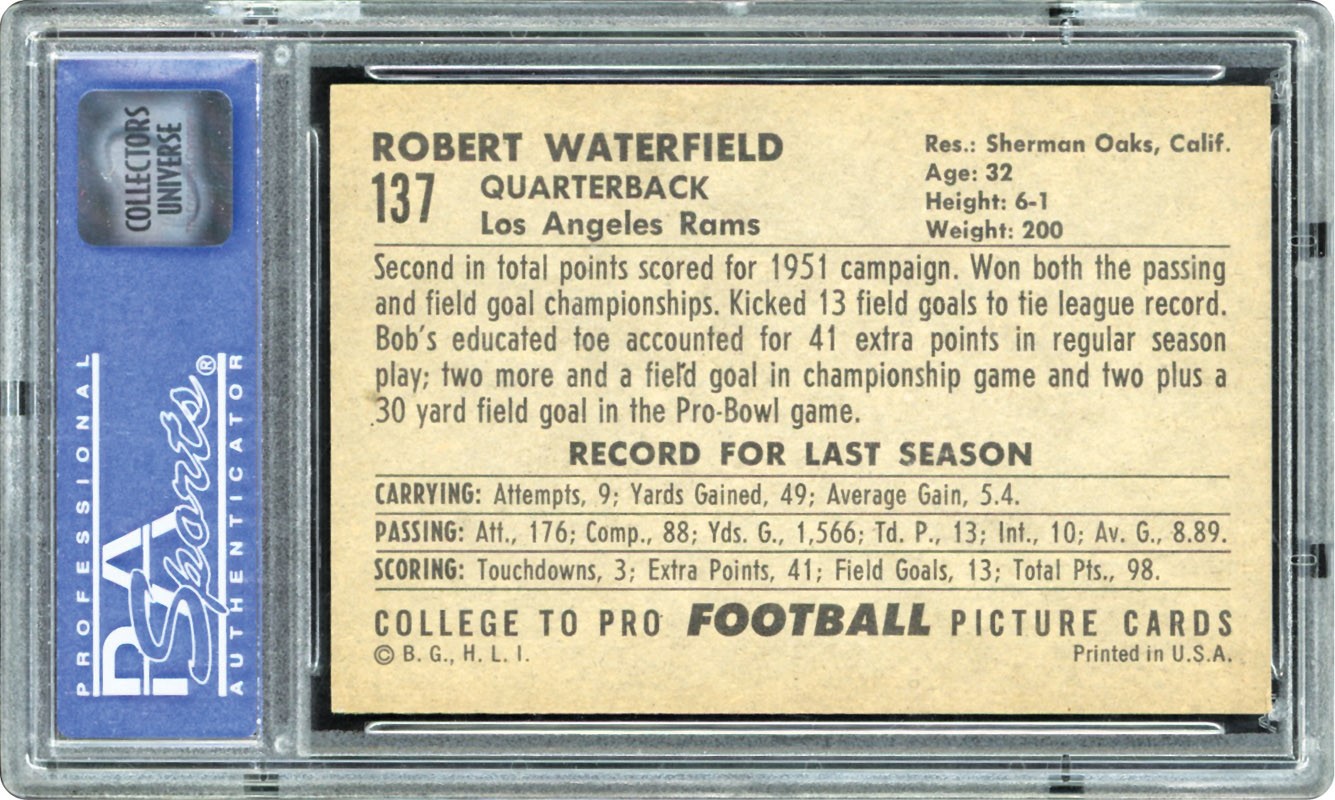 COLLECTORS
UNIVERSE
PROFESSIONAL
PSA
Sports®
AUTHENTICATOR
ROBERT WATERFIELD
137 QUARTERBACK
Los Angeles Rams
Res.: Sherman Oaks, Calif.
Age: 32
Height: 6-1
Weight: 200
Second in total points scored for 1951 campaign. Won both the passing
and field goal championships. Kicked 13 field goals to tie league record.
Bob's educated toe accounted for 41 extra points in regular season
play; two more and a field goal in championship game and two plus a
30 yard field goal in the Pro-Bowl game.
RECORD FOR LAST SEASON
CARRYING: Attempts, 9; Yards Gained, 49; Average Gain, 5.4.
PASSING: Att., 176; Comp., 88; Yds. G., 1,566; Td. P., 13; Int., 10; Av. G., 8.89.
SCORING: Touchdowns, 3; Extra Points, 41; Field Goals, 13; Total Pts., 98.
COLLEGE TO PRO FOOTBALL PICTURE CARDS
© B. G., H. L. I.
Printed in U.S.A.